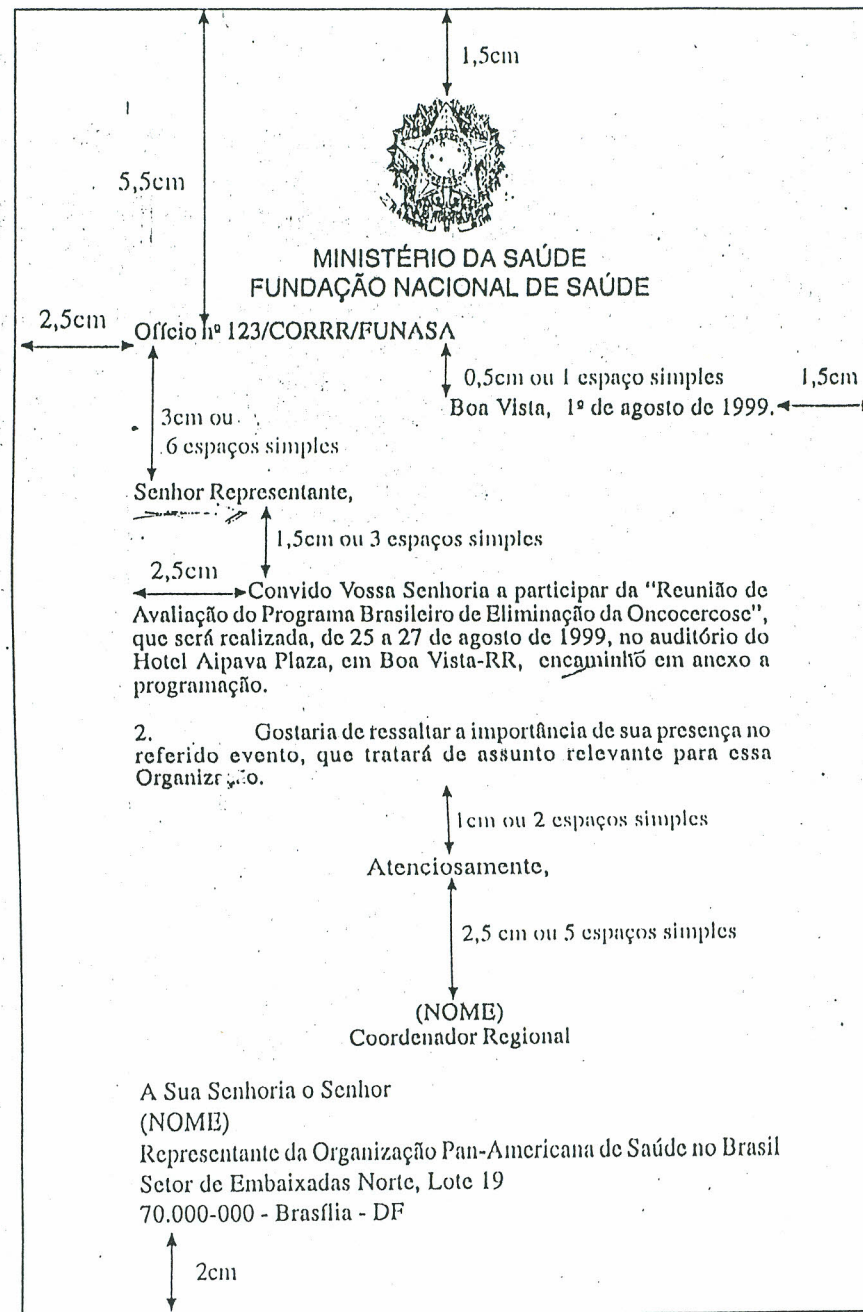 1,5cm
5,5cm
MINISTÉRIO DA SAÚDE
FUNDAÇÃO NACIONAL DE SAÚDE
2,5cm
Ofício nº 123/CORRR/FUNASA
0,5cm ou 1 espaço simples
1,5cm
Boa Vista, 1º de agosto de 1999.
3cm ou
6 espaços simples
Senhor Representante,
1,5cm ou 3 espaços simples
2,5cm
Convido Vossa Senhoria a participar da "Reunião de
Avaliação do Programa Brasileiro de Eliminação da Oncocercose",
que será realizada, de 25 a 27 de agosto de 1999, no auditório do
Hotel Aipava Plaza, em Boa Vista-RR, encaminho em anexo a
programação.
2. Gostaria de ressaltar a importância de sua presença no
referido evento, que tratará de assunto relevante para essa
Organização.
1cm ou 2 espaços simples
Atenciosamente,
2,5 cm ou 5 espaços simples
(NOME)
Coordenador Regional
A Sua Senhoria o Senhor
(NOME)
Representante da Organização Pan-Americana de Saúde no Brasil
Setor de Embaixadas Norte, Lote 19
70.000-000 - Brasília - DF
2cm